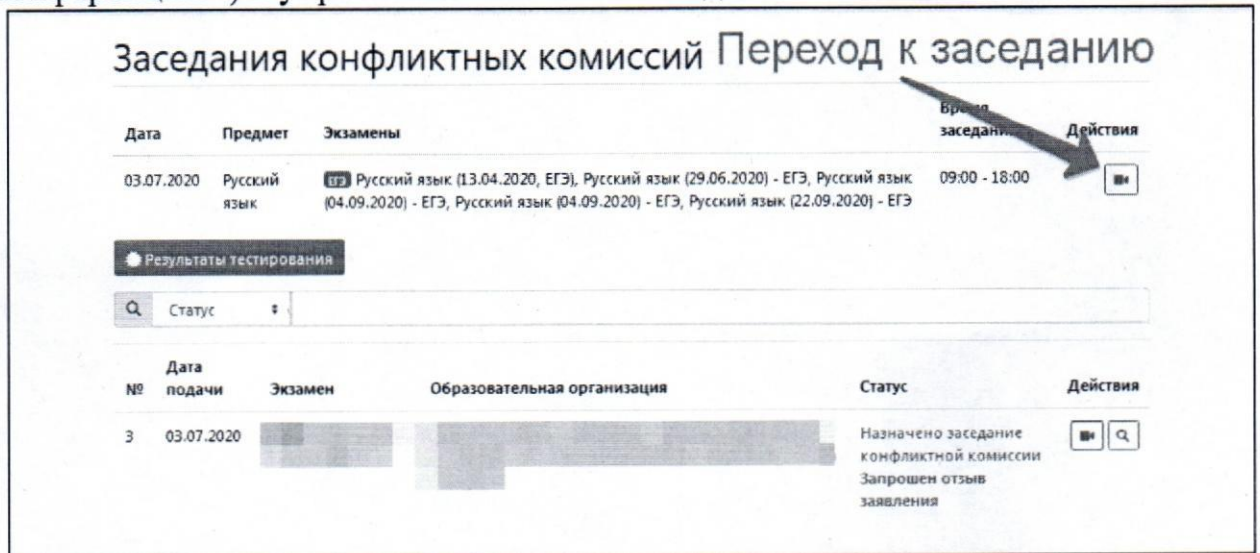 Заседания конфликтных комиссий Переход к заседанию
Дата Предмет Экзамены Время заседания Действия
03.07.2020 Русский язык ЕГЭ Русский язык (13.04.2020, ЕГЭ), Русский язык (29.06.2020) - ЕГЭ, Русский язык 09:00 - 18:00
(04.09.2020) - ЕГЭ, Русский язык (04.09.2020) - ЕГЭ, Русский язык (22.09.2020) - ЕГЭ
Результаты тестирования
Статус
№ Дата подачи Экзамен Образовательная организация Статус Действия
3 03.07.2020 Назначено заседание
конфликтной комиссии
Запрошен отзыв
заявления